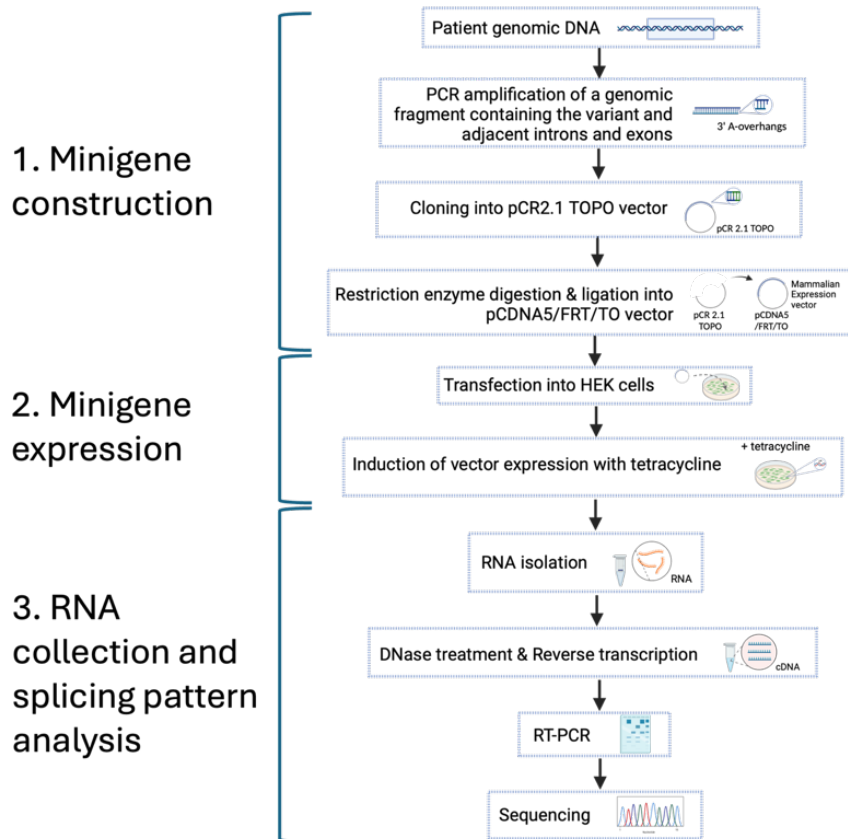 1. Minigene
construction
Patient genomic DNA
PCR amplification of a genomic
fragment containing the variant and
adjacent introns and exons
3' A-overhangs
Cloning into pCR2.1 TOPO vector
pCR 2.1 TOPO
Restriction enzyme digestion & ligation into
pCDNA5/FRT/TO vector
pCR 2.1
TOPO
pCDNA5
/FRT/TO
Mammalian
Expression
vector
2. Minigene
expression
Transfection into HEK cells
Induction of vector expression with tetracycline
+ tetracycline
3. RNA
collection and
splicing pattern
analysis
RNA isolation
RNA
DNase treatment & Reverse transcription
cDNA
RT-PCR
Sequencing